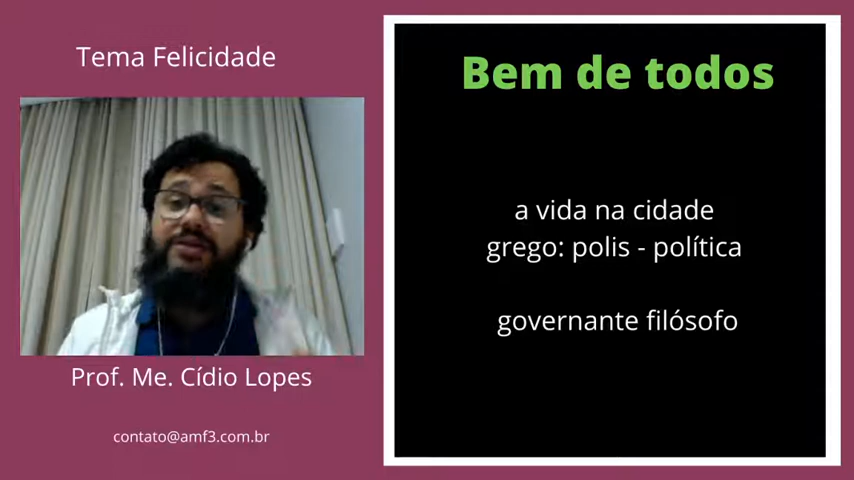 Tema Felicidade
Prof. Me. Cídio Lopes
contato@amf3.com.br
Bem de todos
a vida na cidade
grego: polis - política
governante filósofo